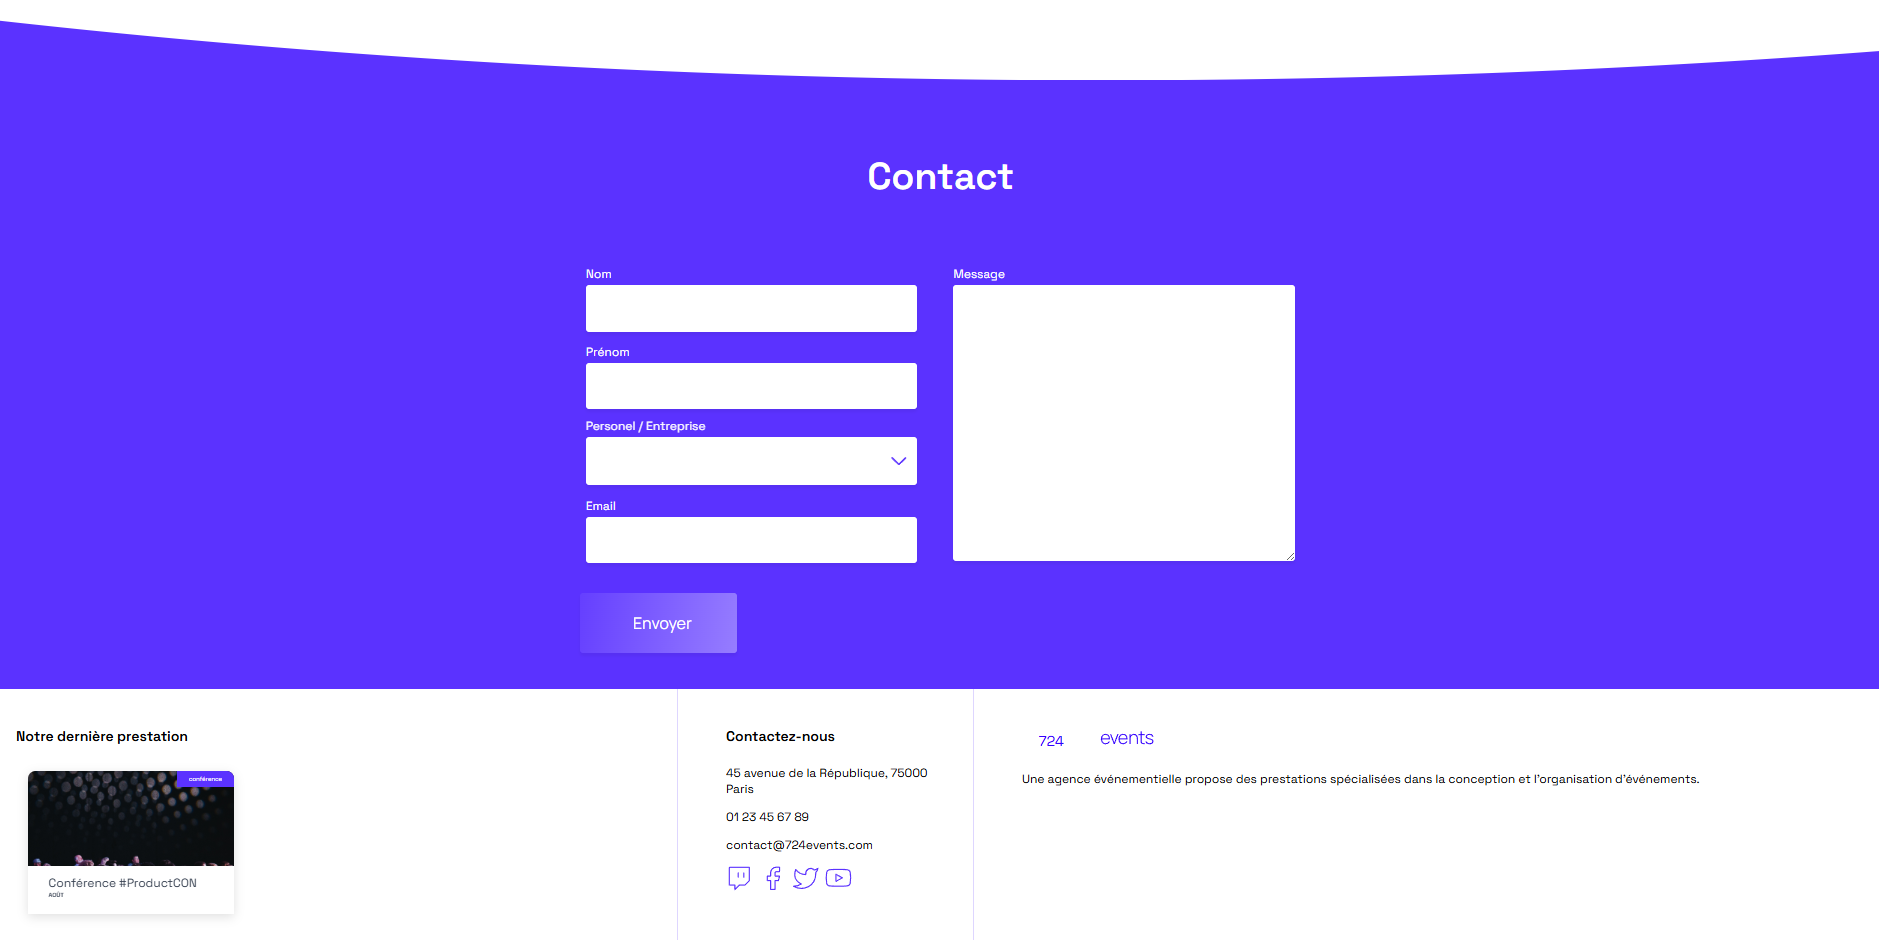 Contact
Nom
Prénom
Personel / Entreprise
Email
Message
Envoyer
Notre dernière prestation
conférence
Conférence #ProductCON
AOÛT
Contactez-nous
45 avenue de la République, 75000
Paris
01 23 45 67 89
contact@724events.com
724 events
Une agence événementielle propose des prestations spécialisées dans la conception et l'organisation d'événements.